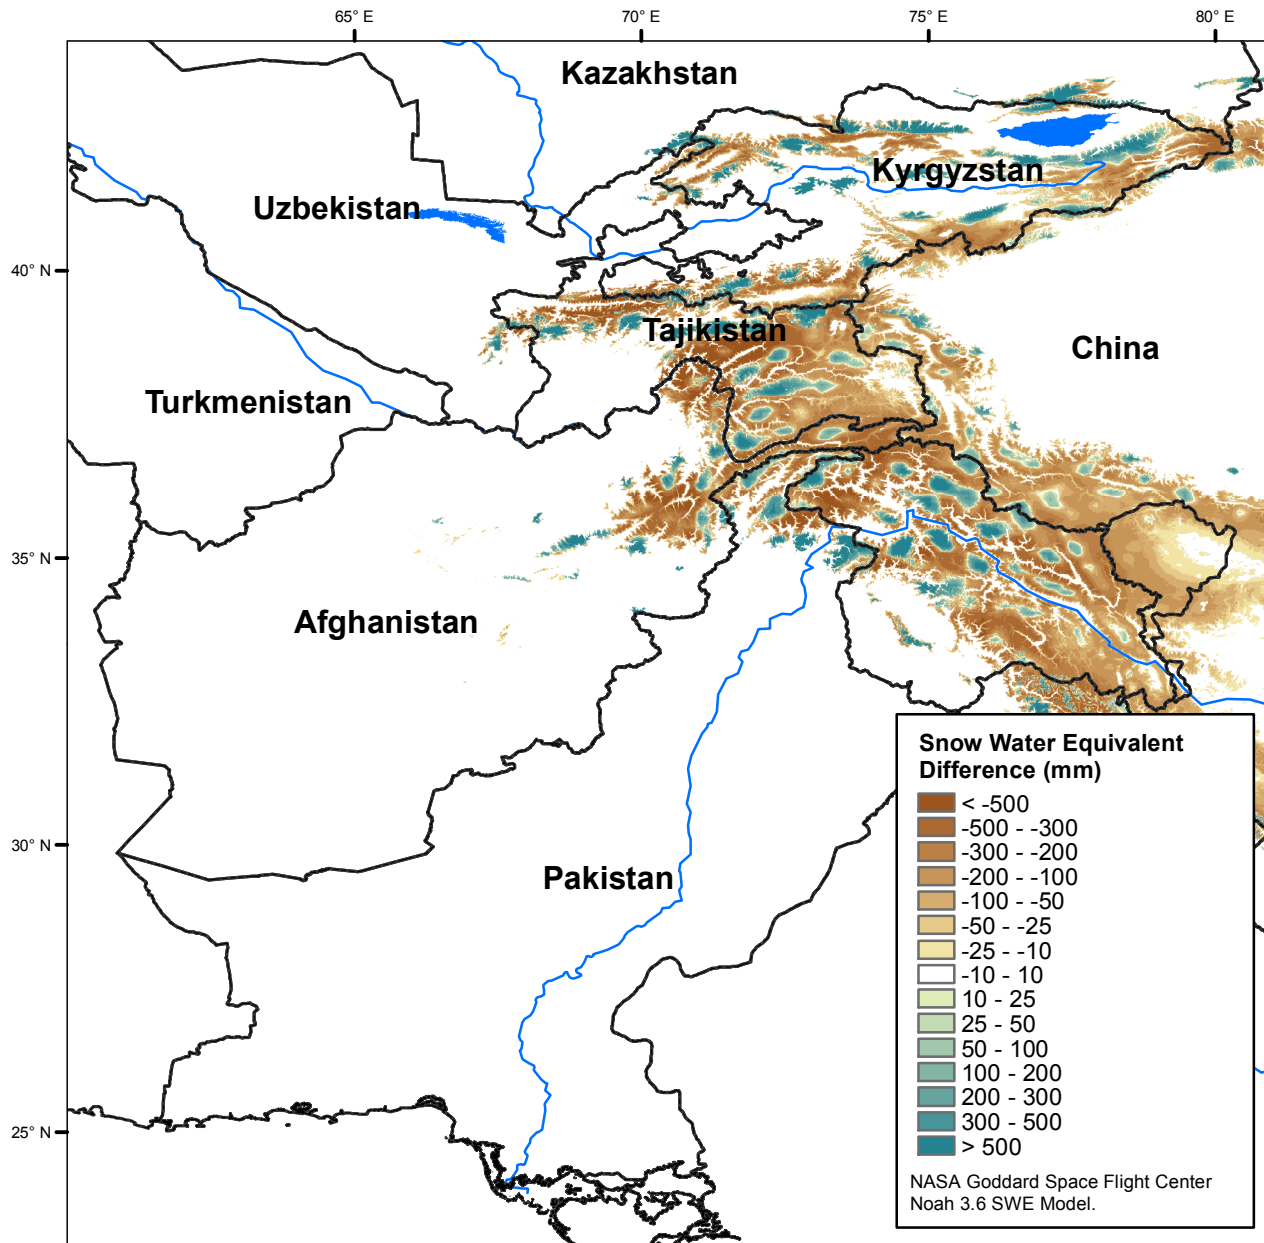 65° E
70° E
75° E
80° E
Kazakhstan
Kyrgyzstan
Uzbekistan
40° N
Tajikistan
China
Turkmenistan
35° N
Afghanistan
30° N
Pakistan
25° N
Snow Water Equivalent
Difference (mm)
< -500
-500 - -300
-300 - -200
-200 - -100
-100 - -50
-50 - -25
-25 - -10
-10 - 10
10 - 25
25 - 50
50 - 100
100 - 200
200 - 300
300 - 500
> 500
NASA Goddard Space Flight Center
Noah 3.6 SWE Model.